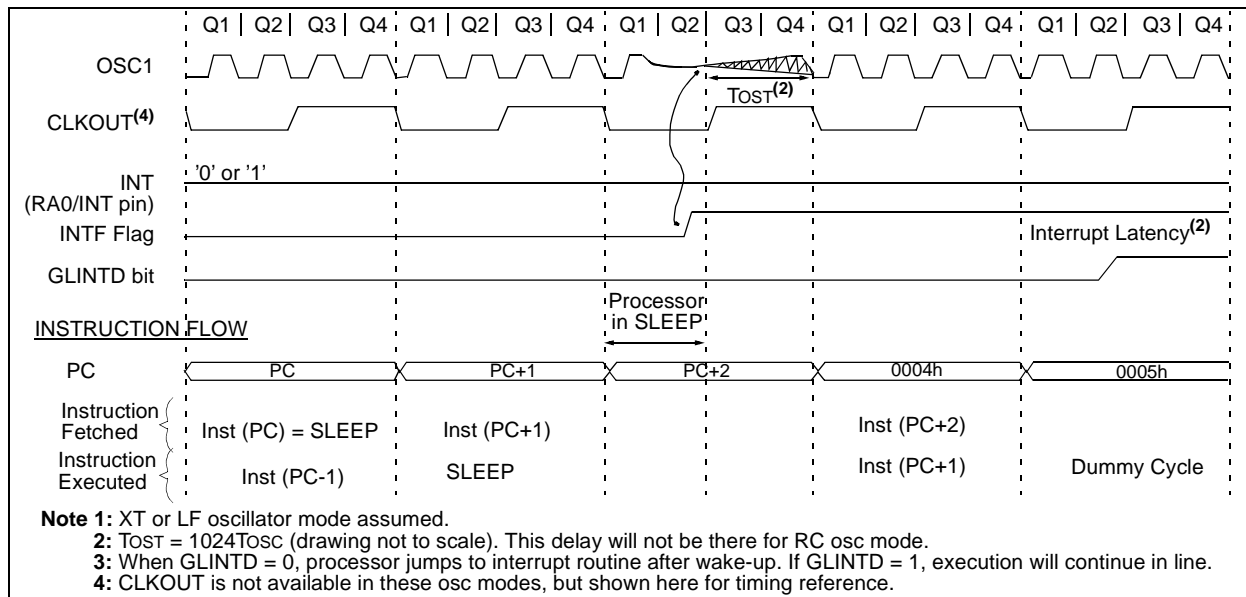 Q1 | Q2 | Q3 | Q4 Q1 | Q2 | Q3 | Q4 Q1 | Q2 | Q3 | Q4 Q1 | Q2 | Q3 | Q4 Q1 | Q2 | Q3 | Q4
OSC1
TOST(2)
CLKOUT(4)
'0' or '1'
INT
(RA0/INT pin)
INTF Flag
Interrupt Latency(2)
GLINTD bit
Processor
in SLEEP
INSTRUCTION FLOW
PC PC PC+1 PC+2 0004h 0005h
Instruction
Fetched Inst (PC) = SLEEP Inst (PC+1) Inst (PC+2)
Instruction
Executed Inst (PC-1) SLEEP Inst (PC+1) Dummy Cycle
Note 1: XT or LF oscillator mode assumed.
2: TOST = 1024TOSC (drawing not to scale). This delay will not be there for RC osc mode.
3: When GLINTD = 0, processor jumps to interrupt routine after wake-up. If GLINTD = 1, execution will continue in line.
4: CLKOUT is not available in these osc modes, but shown here for timing reference.